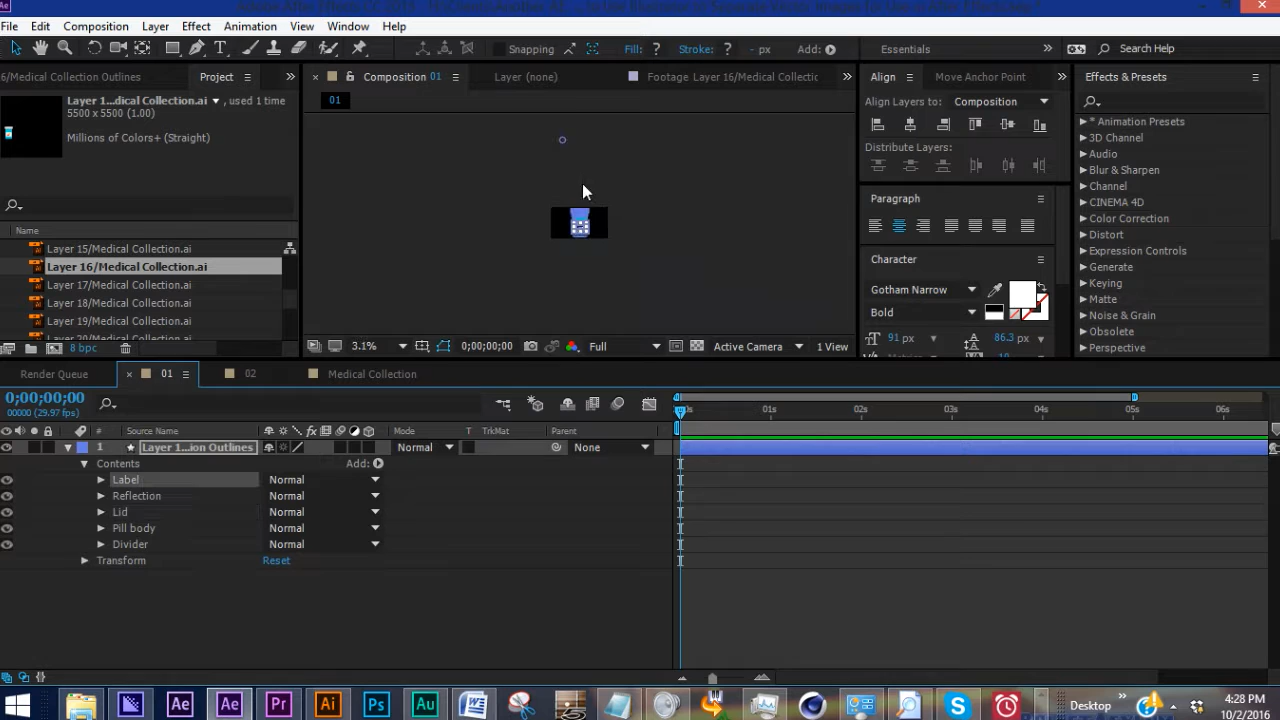 File Edit Composition Layer Effect Animation View Window Help
Snapping Fill: ? Stroke: ? - px Add: Essentials » Search Help
6/Medical Collection Outlines Project » Composition 01 Layer (none) Footage Layer 16/Medical Collectic » Align Move Anchor Point » Effects & Presets
Layer 1...dical Collection.ai ▼, used 1 time
5500 x 5500 (1.00)
Millions of Colors+ (Straight)
01
Align Layers to: Composition
Distribute Layers:
Paragraph
Character
Gotham Narrow
Bold
91 px 86.3 px
* Animation Presets
3D Channel
Audio
Blur & Sharpen
Channel
CINEMA 4D
Color Correction
Distort
Expression Controls
Generate
Keying
Matte
Noise & Grain
Obsolete
Perspective
Name
Layer 15/Medical Collection.ai
Layer 16/Medical Collection.ai
Layer 17/Medical Collection.ai
Layer 18/Medical Collection.ai
Layer 19/Medical Collection.ai
Layer 20/Medical Collection.ai
8 bpc
3.1% 0;00;00;00 Full Active Camera 1 View
Render Queue 01 02 Medical Collection
0;00;00;00
00000 (29.97 fps)
01s 02s 03s 04s 05s 06s
# Source Name Mode T TrkMat Parent
1 Layer 1...ion Outlines Normal None
Contents Add:
Label Normal
Reflection Normal
Lid Normal
Pill body Normal
Divider Normal
Transform Reset
Desktop » 4:28 PM
10/2/2016